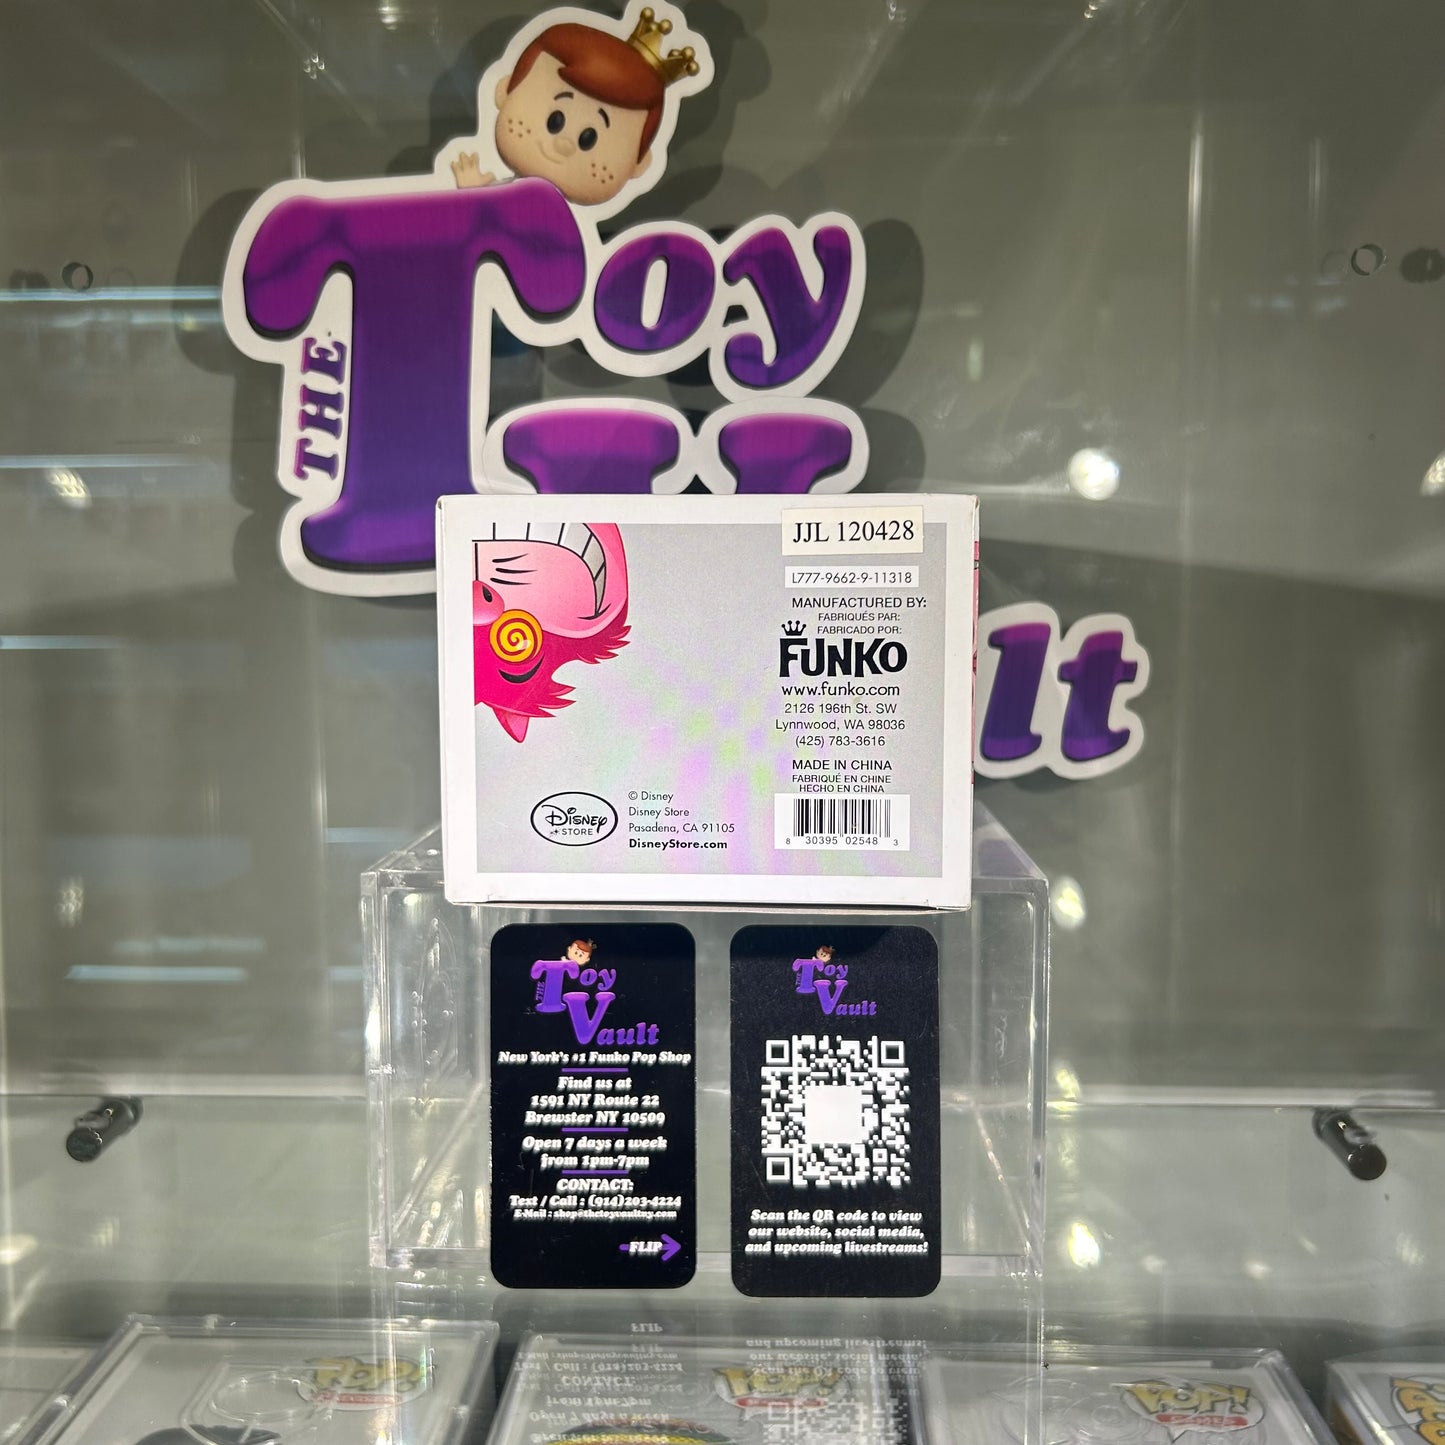 THE
Toy
lt
JJL 120428
L777-9662-9-11318
MANUFACTURED BY:
FABRIQUÉS PAR:
FABRICADO POR:
FUNKO
www.funko.com
2126 196th St. SW
Lynnwood, WA 98036
(425) 783-3616
MADE IN CHINA
FABRIQUÉ EN CHINE
HECHO EN CHINA
8 30395 02548 3
Disney
STORE
© Disney
Disney Store
Pasadena, CA 91105
DisneyStore.com
THE Toy
Vault
New York's #1 Funko Pop Shop
Find us at
1591 NY Route 22
Brewster NY 10509
Open 7 days a week
from 1pm-7pm
CONTACT:
Text / Call : (914)203-4224
E-Mail : shop@thetoyvaultny.com
FLIP
THE Toy
Vault
Scan the QR code to view
our website, social media,
and upcoming livestreams!
POP!
POP!
POP!